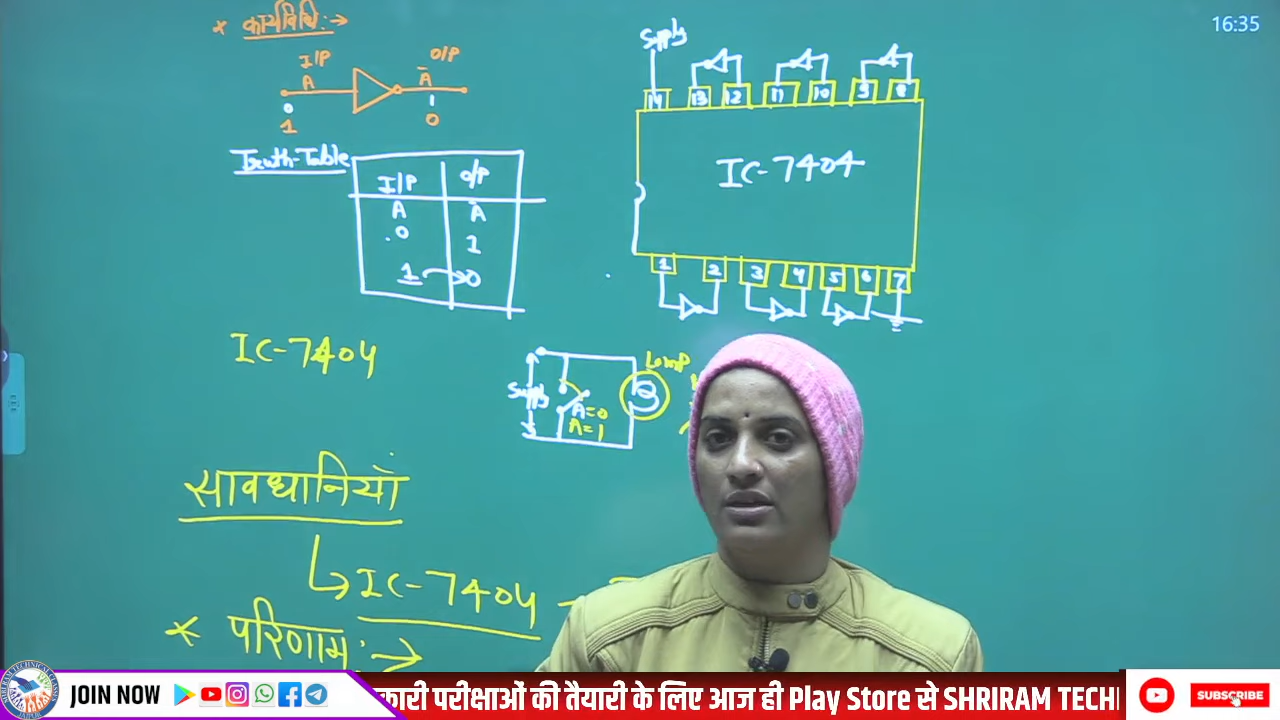 16:35
* कार्यविधि:→
I/P
O/P
A
Ā
0
1
1
0
Truth-Table
I/P O/P
A Ā
0 1
1 0
Supply
14 13 12 11 10 9 8
IC-7404
1 2 3 4 5 6 7
IC-7404
Lamp
Supply
A=0
A=1
सावधानियाँ
IC-7404
* परिणाम:→
JOIN NOW
कारी परीक्षाओं की तैयारी के लिए आज ही Play Store से SHRIRAM TECH
SUBSCRIBE